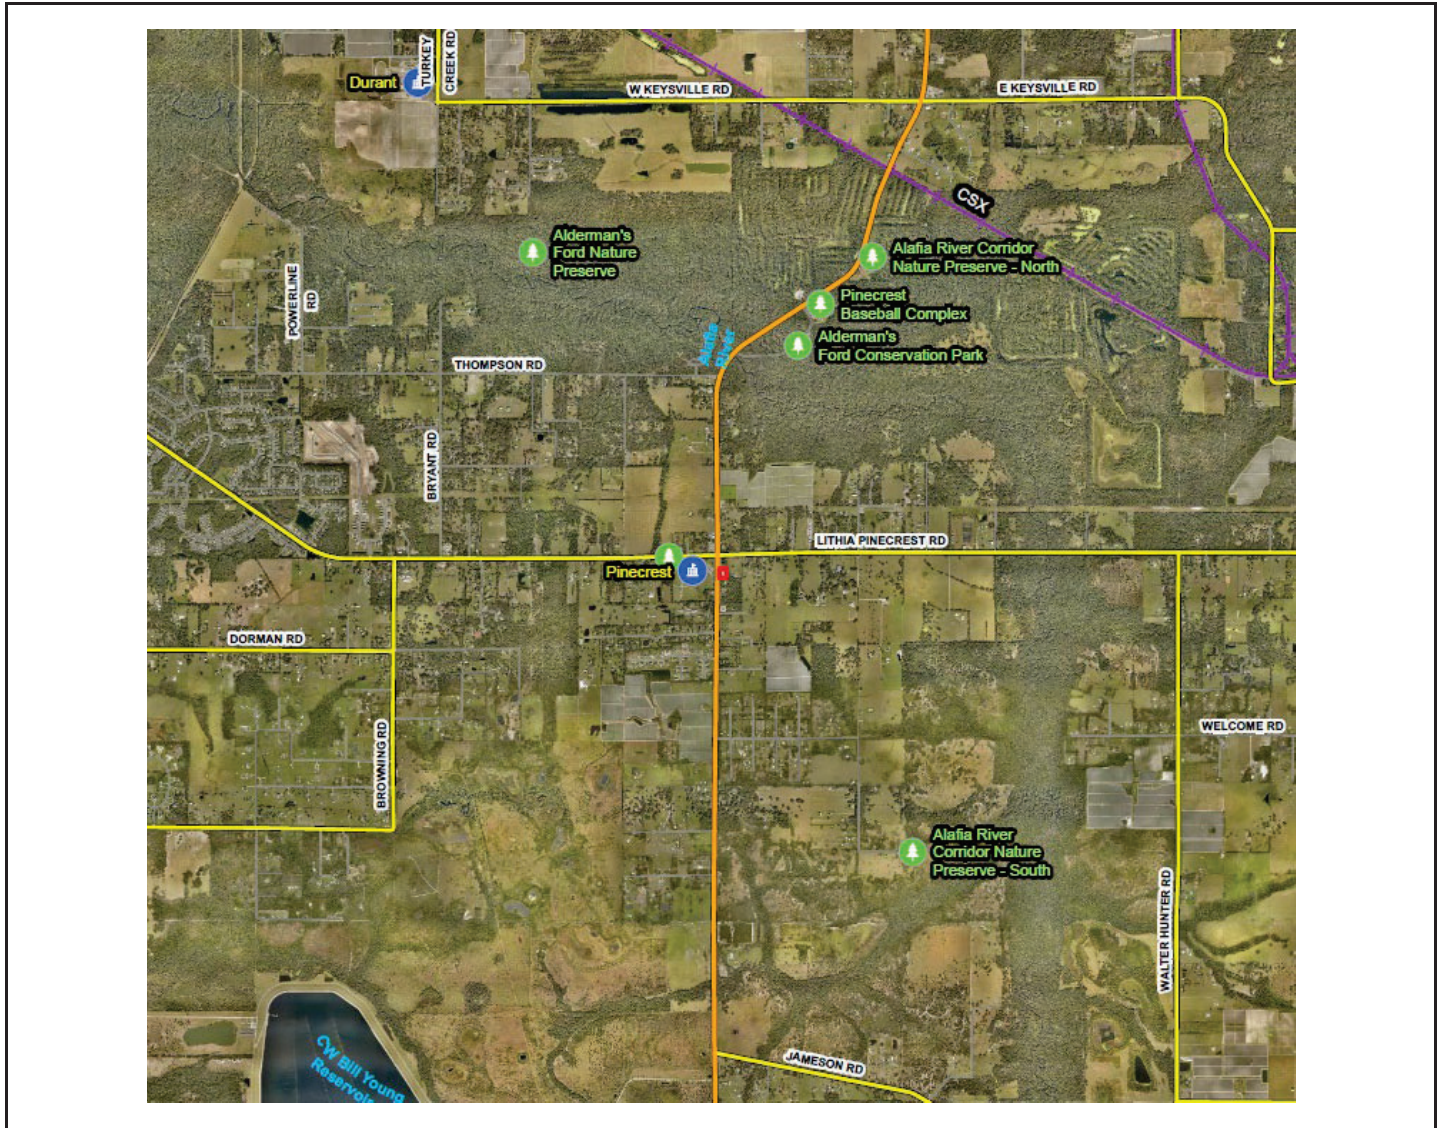 TURKEY
CREEK RD
Durant
W KEYSVILLE RD
E KEYSVILLE RD
CSX
Alderman's
Ford Nature
Preserve
Alafia River Corridor
Nature Preserve - North
POWERLINE
RD
Pinecrest
Baseball Complex
Alafia
River
Alderman's
Ford Conservation Park
THOMPSON RD
BRYANT RD
LITHIA PINECREST RD
Pinecrest
DORMAN RD
BROWNING RD
WELCOME RD
Alafia River
Corridor Nature
Preserve - South
WALTER HUNTER RD
CW Bill Young
Reservoir
JAMESON RD